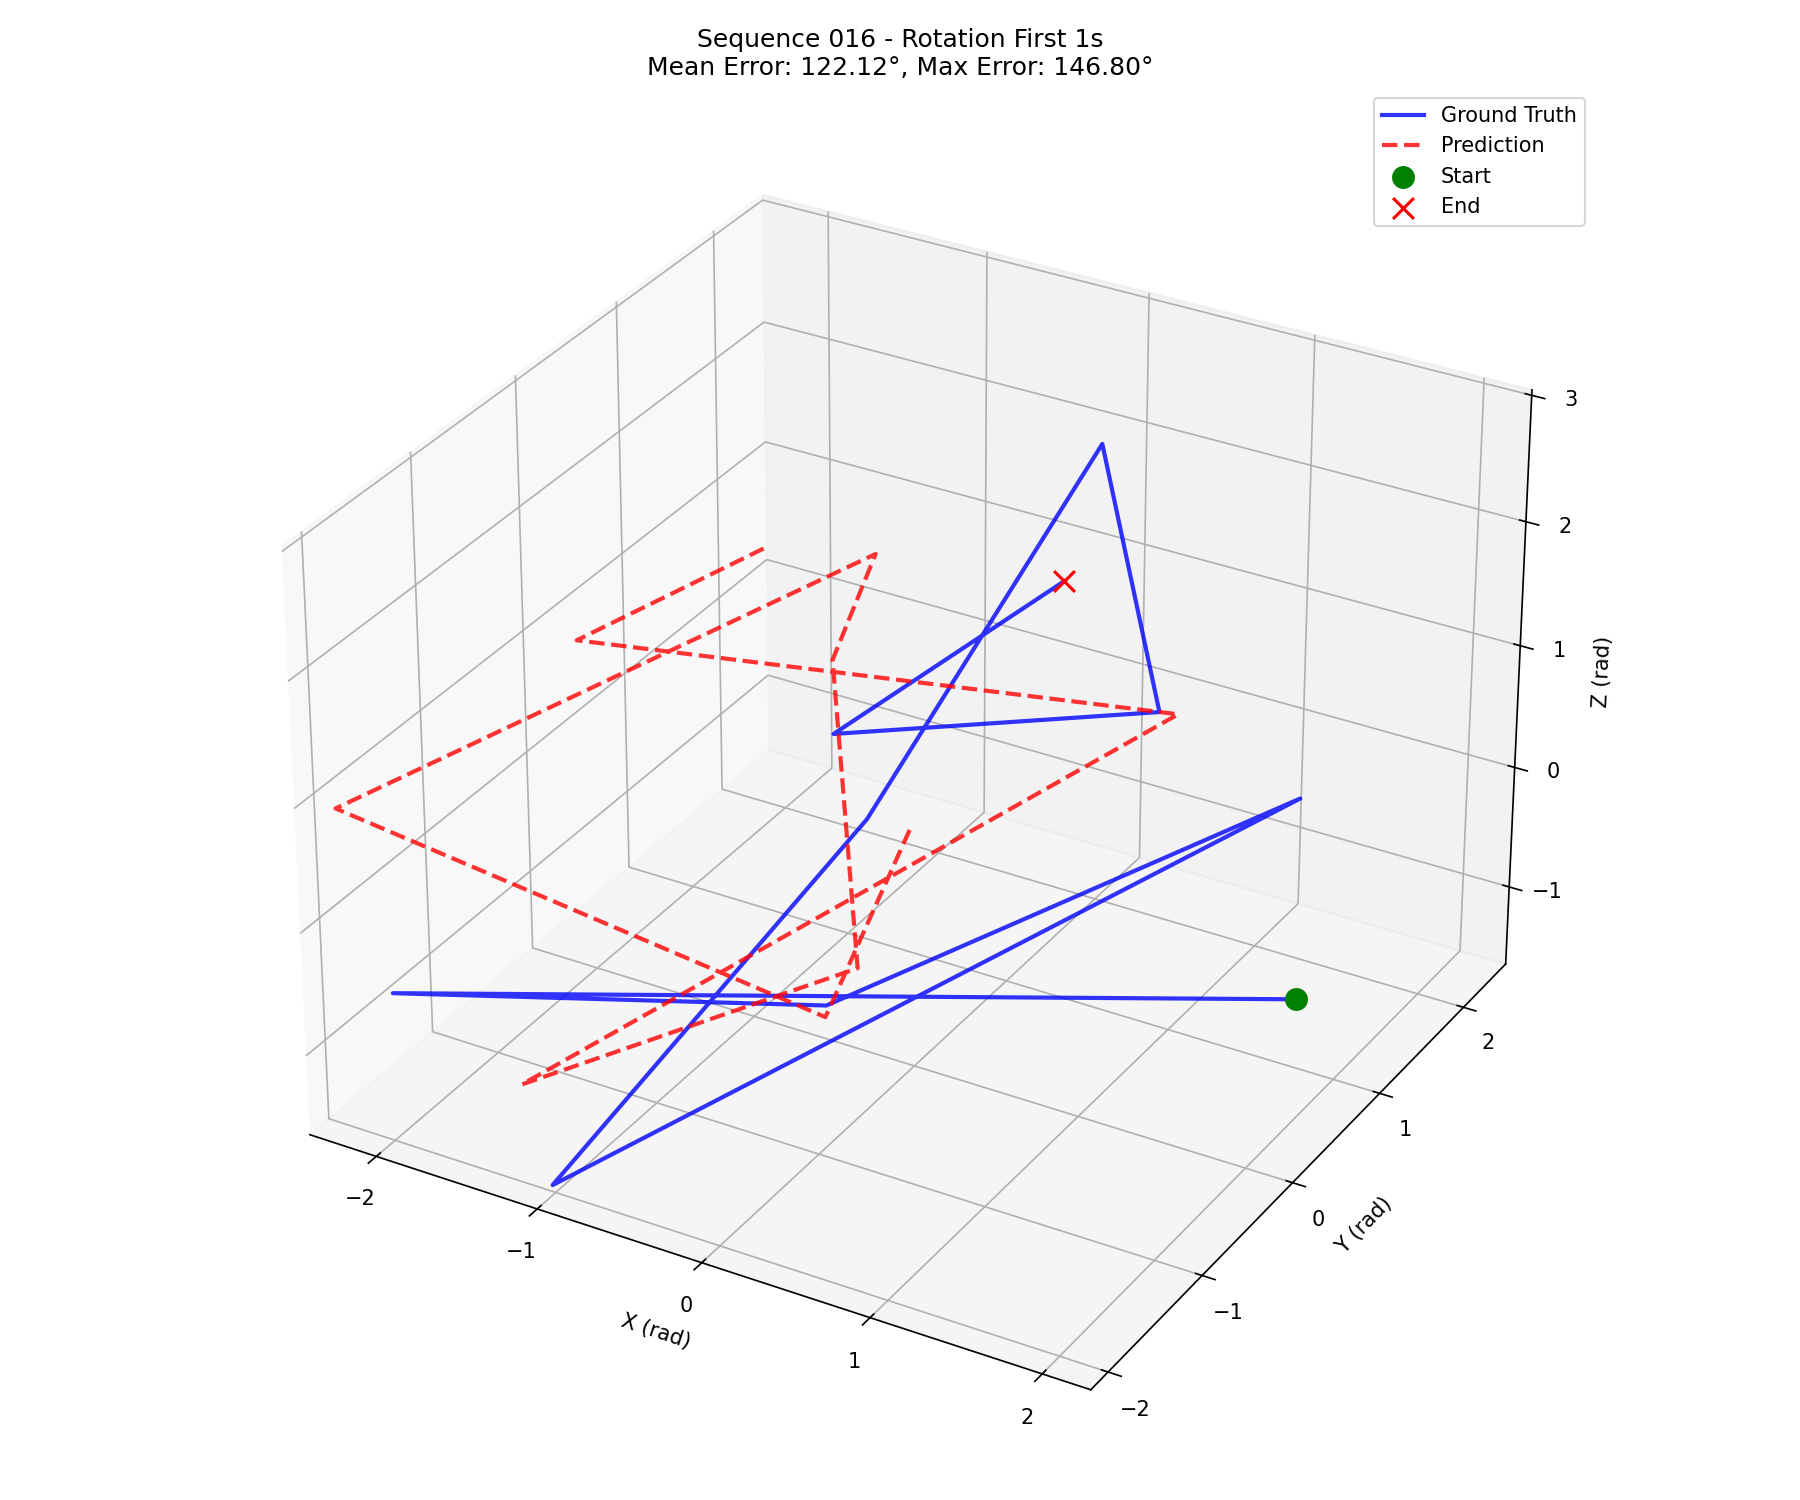 Sequence 016 - Rotation First 1s
Mean Error: 122.12°, Max Error: 146.80°
Ground Truth
Prediction
Start
End
3
2
1
0
−1
Z (rad)
2
1
0
−1
−2
Y (rad)
−2
−1
0
1
2
X (rad)